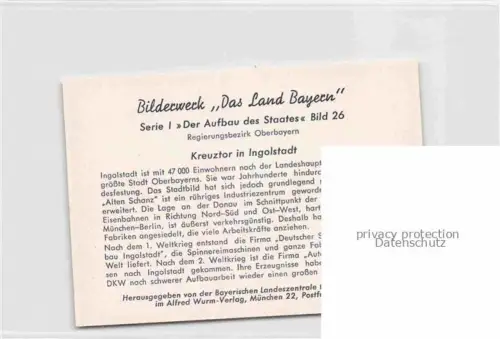 Bilderwerk „Das Land Bayern"
Serie I »Der Aufbau des Staates« Bild 26
Regierungsbezirk Oberbayern
Kreuztor in Ingolstadt
Ingolstadt ist mit 47 000 Einwohnern nach der Landeshaupt
größte Stadt Oberbayerns. Sie war Jahrhunderte hindurc
desfestung. Das Stadtbild hat sich jedoch grundlegend
„Alten Schanz" ist ein rühriges Industriezentrum geword
erweitert. Die Lage an der Donau im Schnittpunkt der
Eisenbahnen in Richtung Nord-Süd und Ost-West, hart
München-Berlin, ist äußerst verkehrsgünstig. Deshalb ha
Fabriken angesiedelt, die viele Arbeitskräfte anziehen.
Nach dem 1. Weltkrieg entstand die Firma „Deutscher S
bau Ingolstadt", die Spinnereimaschinen und ganze Fab
Welt liefert. Nach dem 2. Weltkrieg ist die Firma „Aut
sen nach Ingolstadt gekommen. Ihre Erzeugnisse habe
DKW nach schwerer Aufbauarbeit wieder einen großen
Herausgegeben von der Bayerischen Landeszentrale
im Alfred Wurm-Verlag, München 22, Postf
privacy protection
Datenschutz